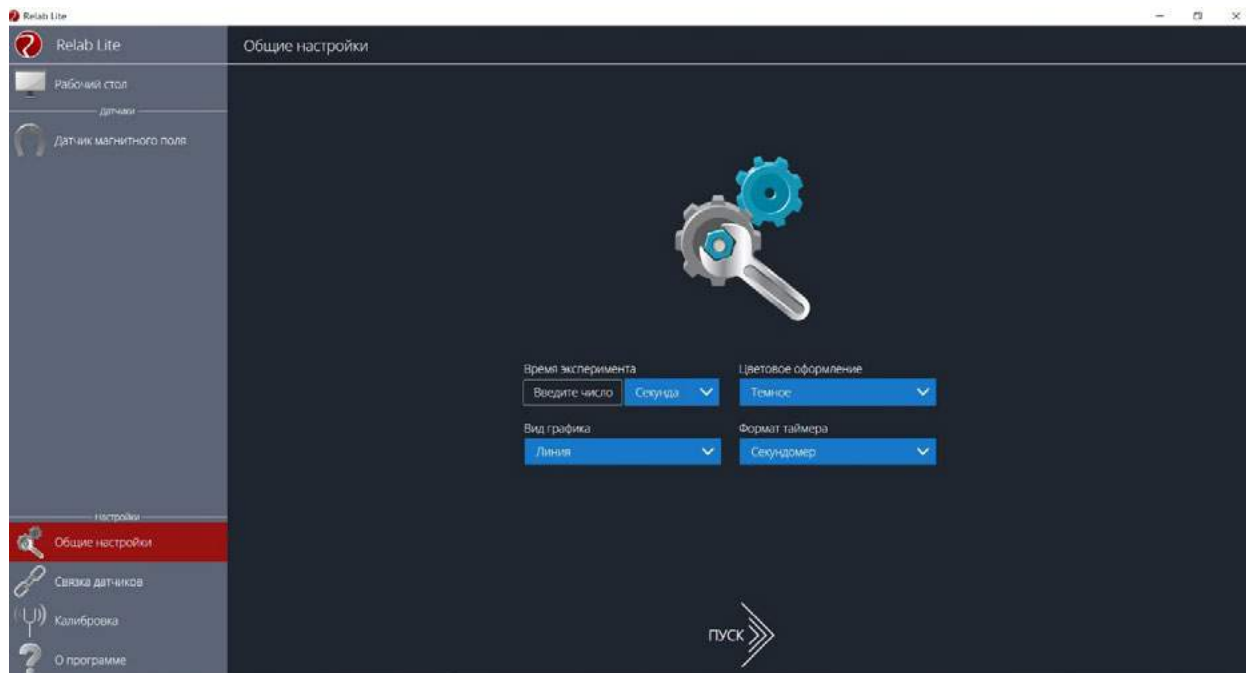 Relab Lite
Relab Lite
Общие настройки
Рабочий стол
Датчики
Датчик магнитного поля
Время эксперимента
Цветовое оформление
Введите число
Секунда
Темное
Вид графика
Формат таймера
Линия
Секундомер
Настройки
Общие настройки
Связка датчиков
Калибровка
О программе
ПУСК